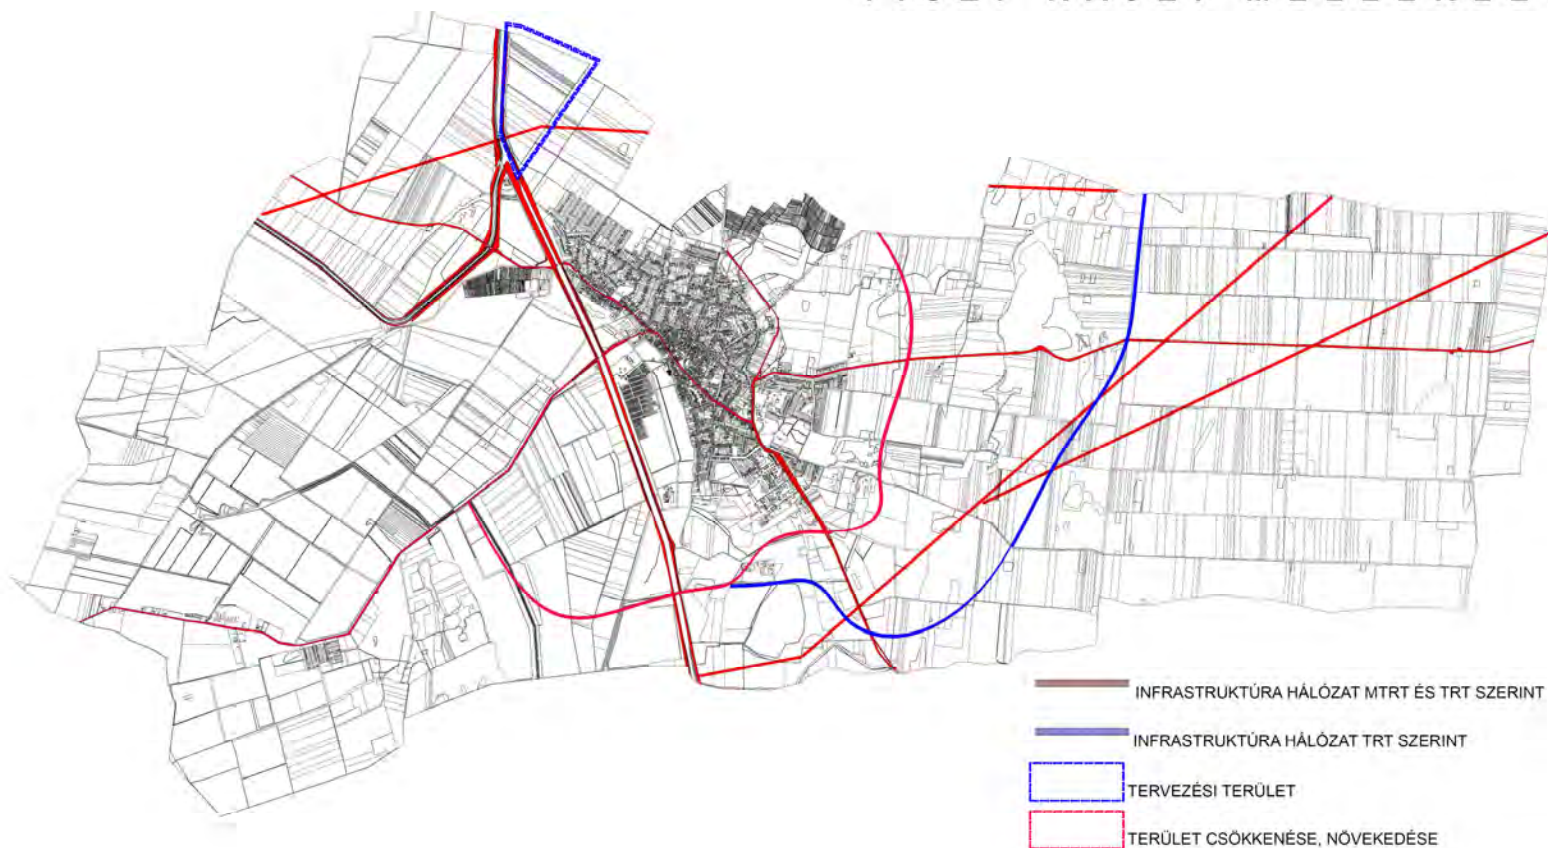 INFRASTRUKTÚRA HÁLÓZAT MTRT ÉS TRT SZERINT
INFRASTRUKTÚRA HÁLÓZAT TRT SZERINT
TERVEZÉSI TERÜLET
TERÜLET CSÖKKENÉSE, NÖVEKEDÉSE